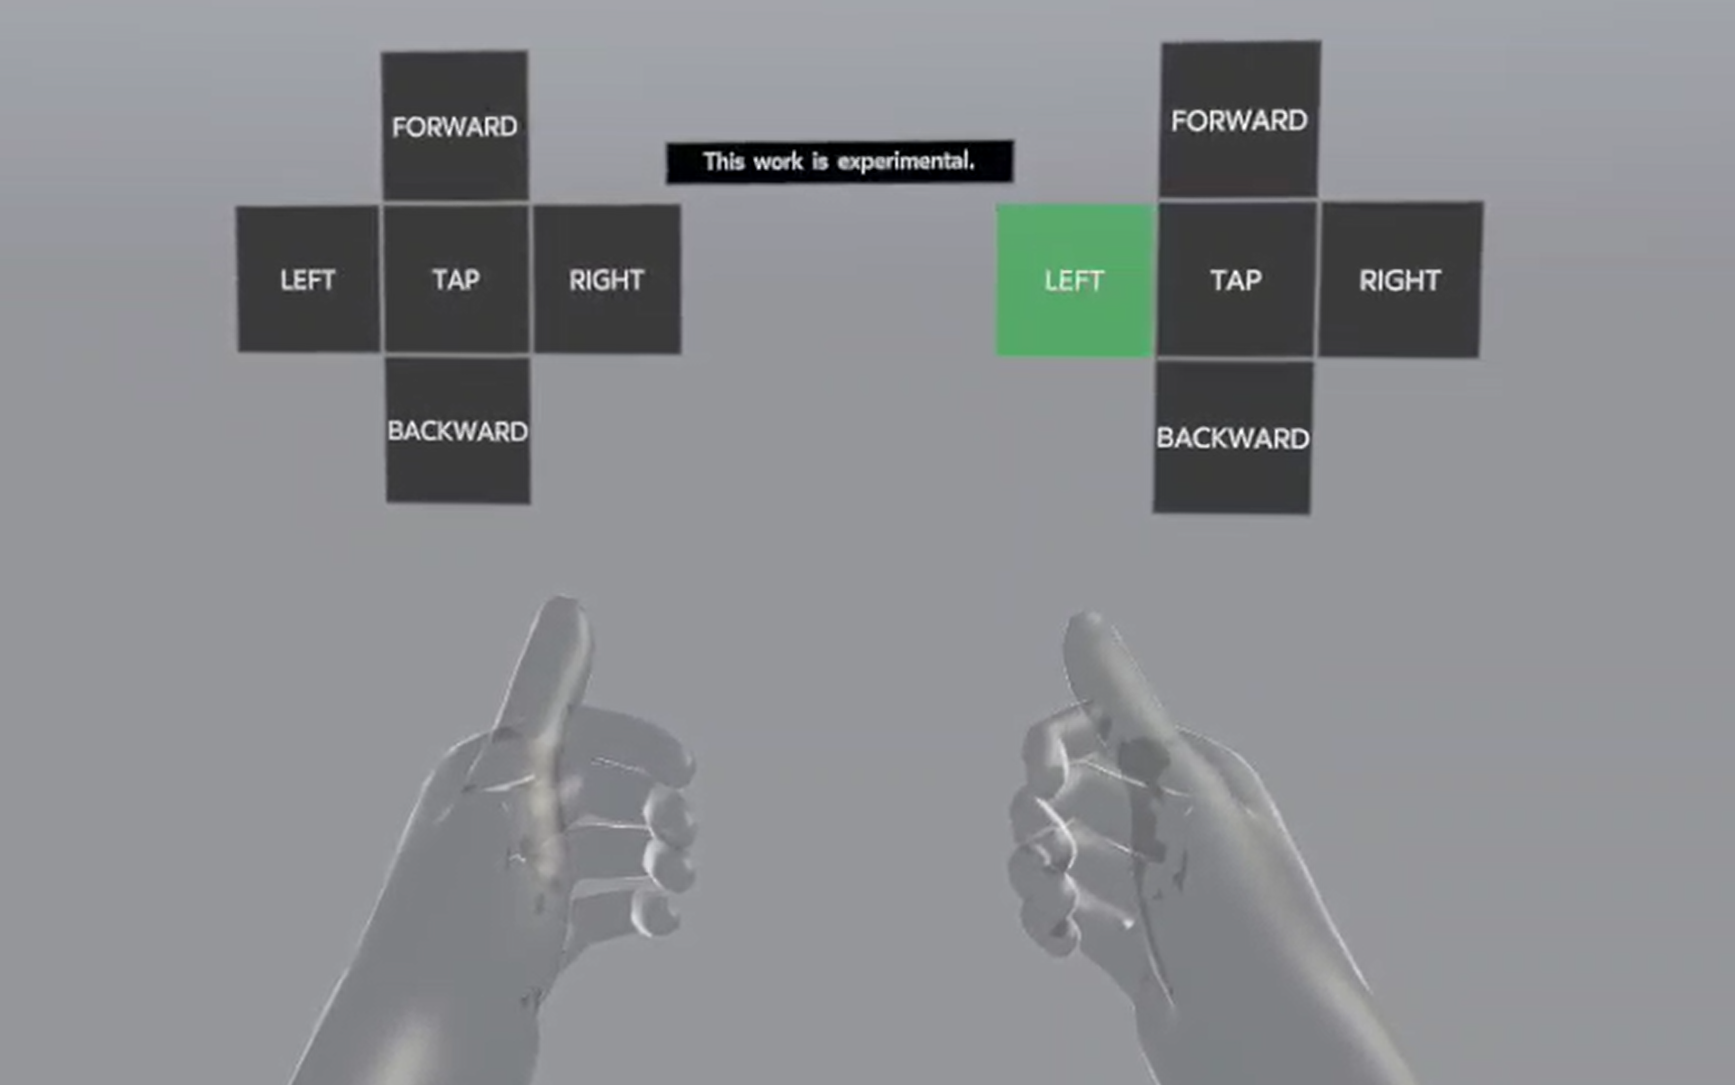 FORWARD
LEFT TAP RIGHT
BACKWARD
This work is experimental.
FORWARD
LEFT TAP RIGHT
BACKWARD